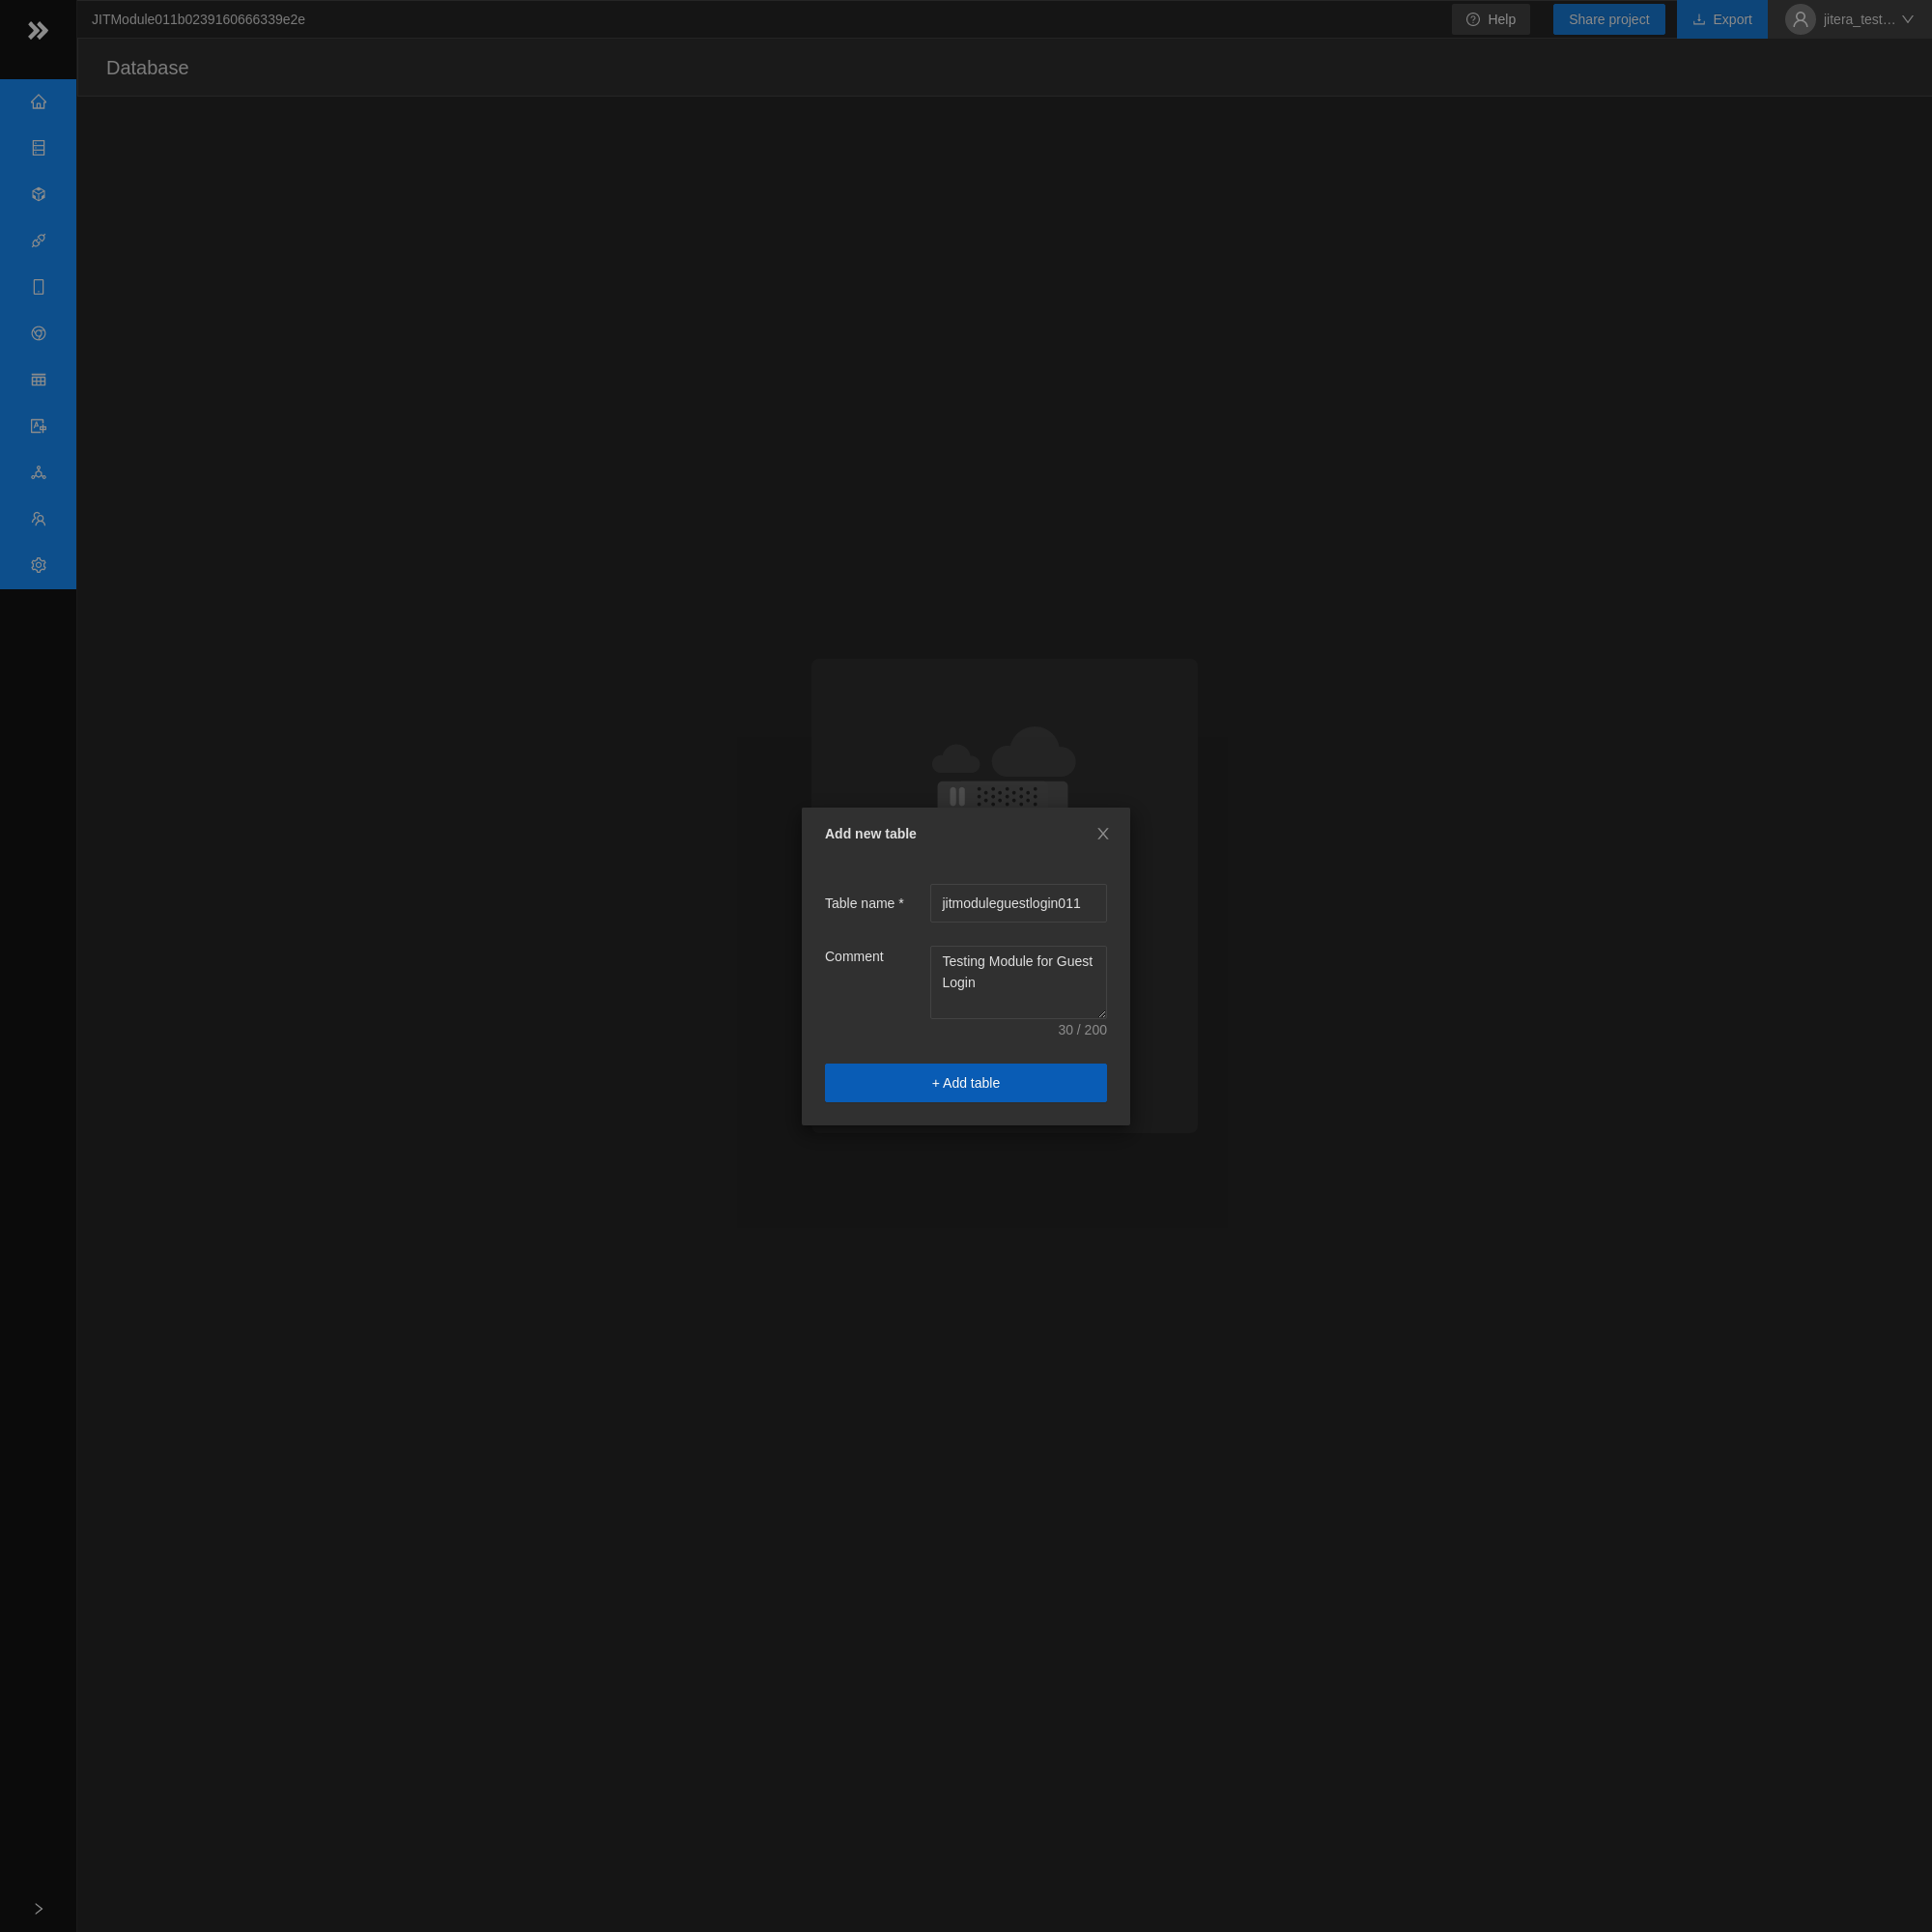 JITModule011b0239160666339e2e
Help
Share project
Export
jitera_test…
Database
Add new table
Table name *
jitmoduleguestlogin011
Comment
Testing Module for Guest
Login
30 / 200
+ Add table